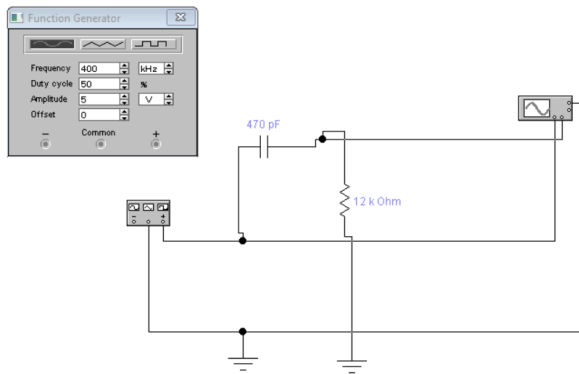 Function Generator
Frequency 400 kHz
Duty cycle 50 %
Amplitude 5 V
Offset 0
− Common +
470 pF
12 k Ohm
− +